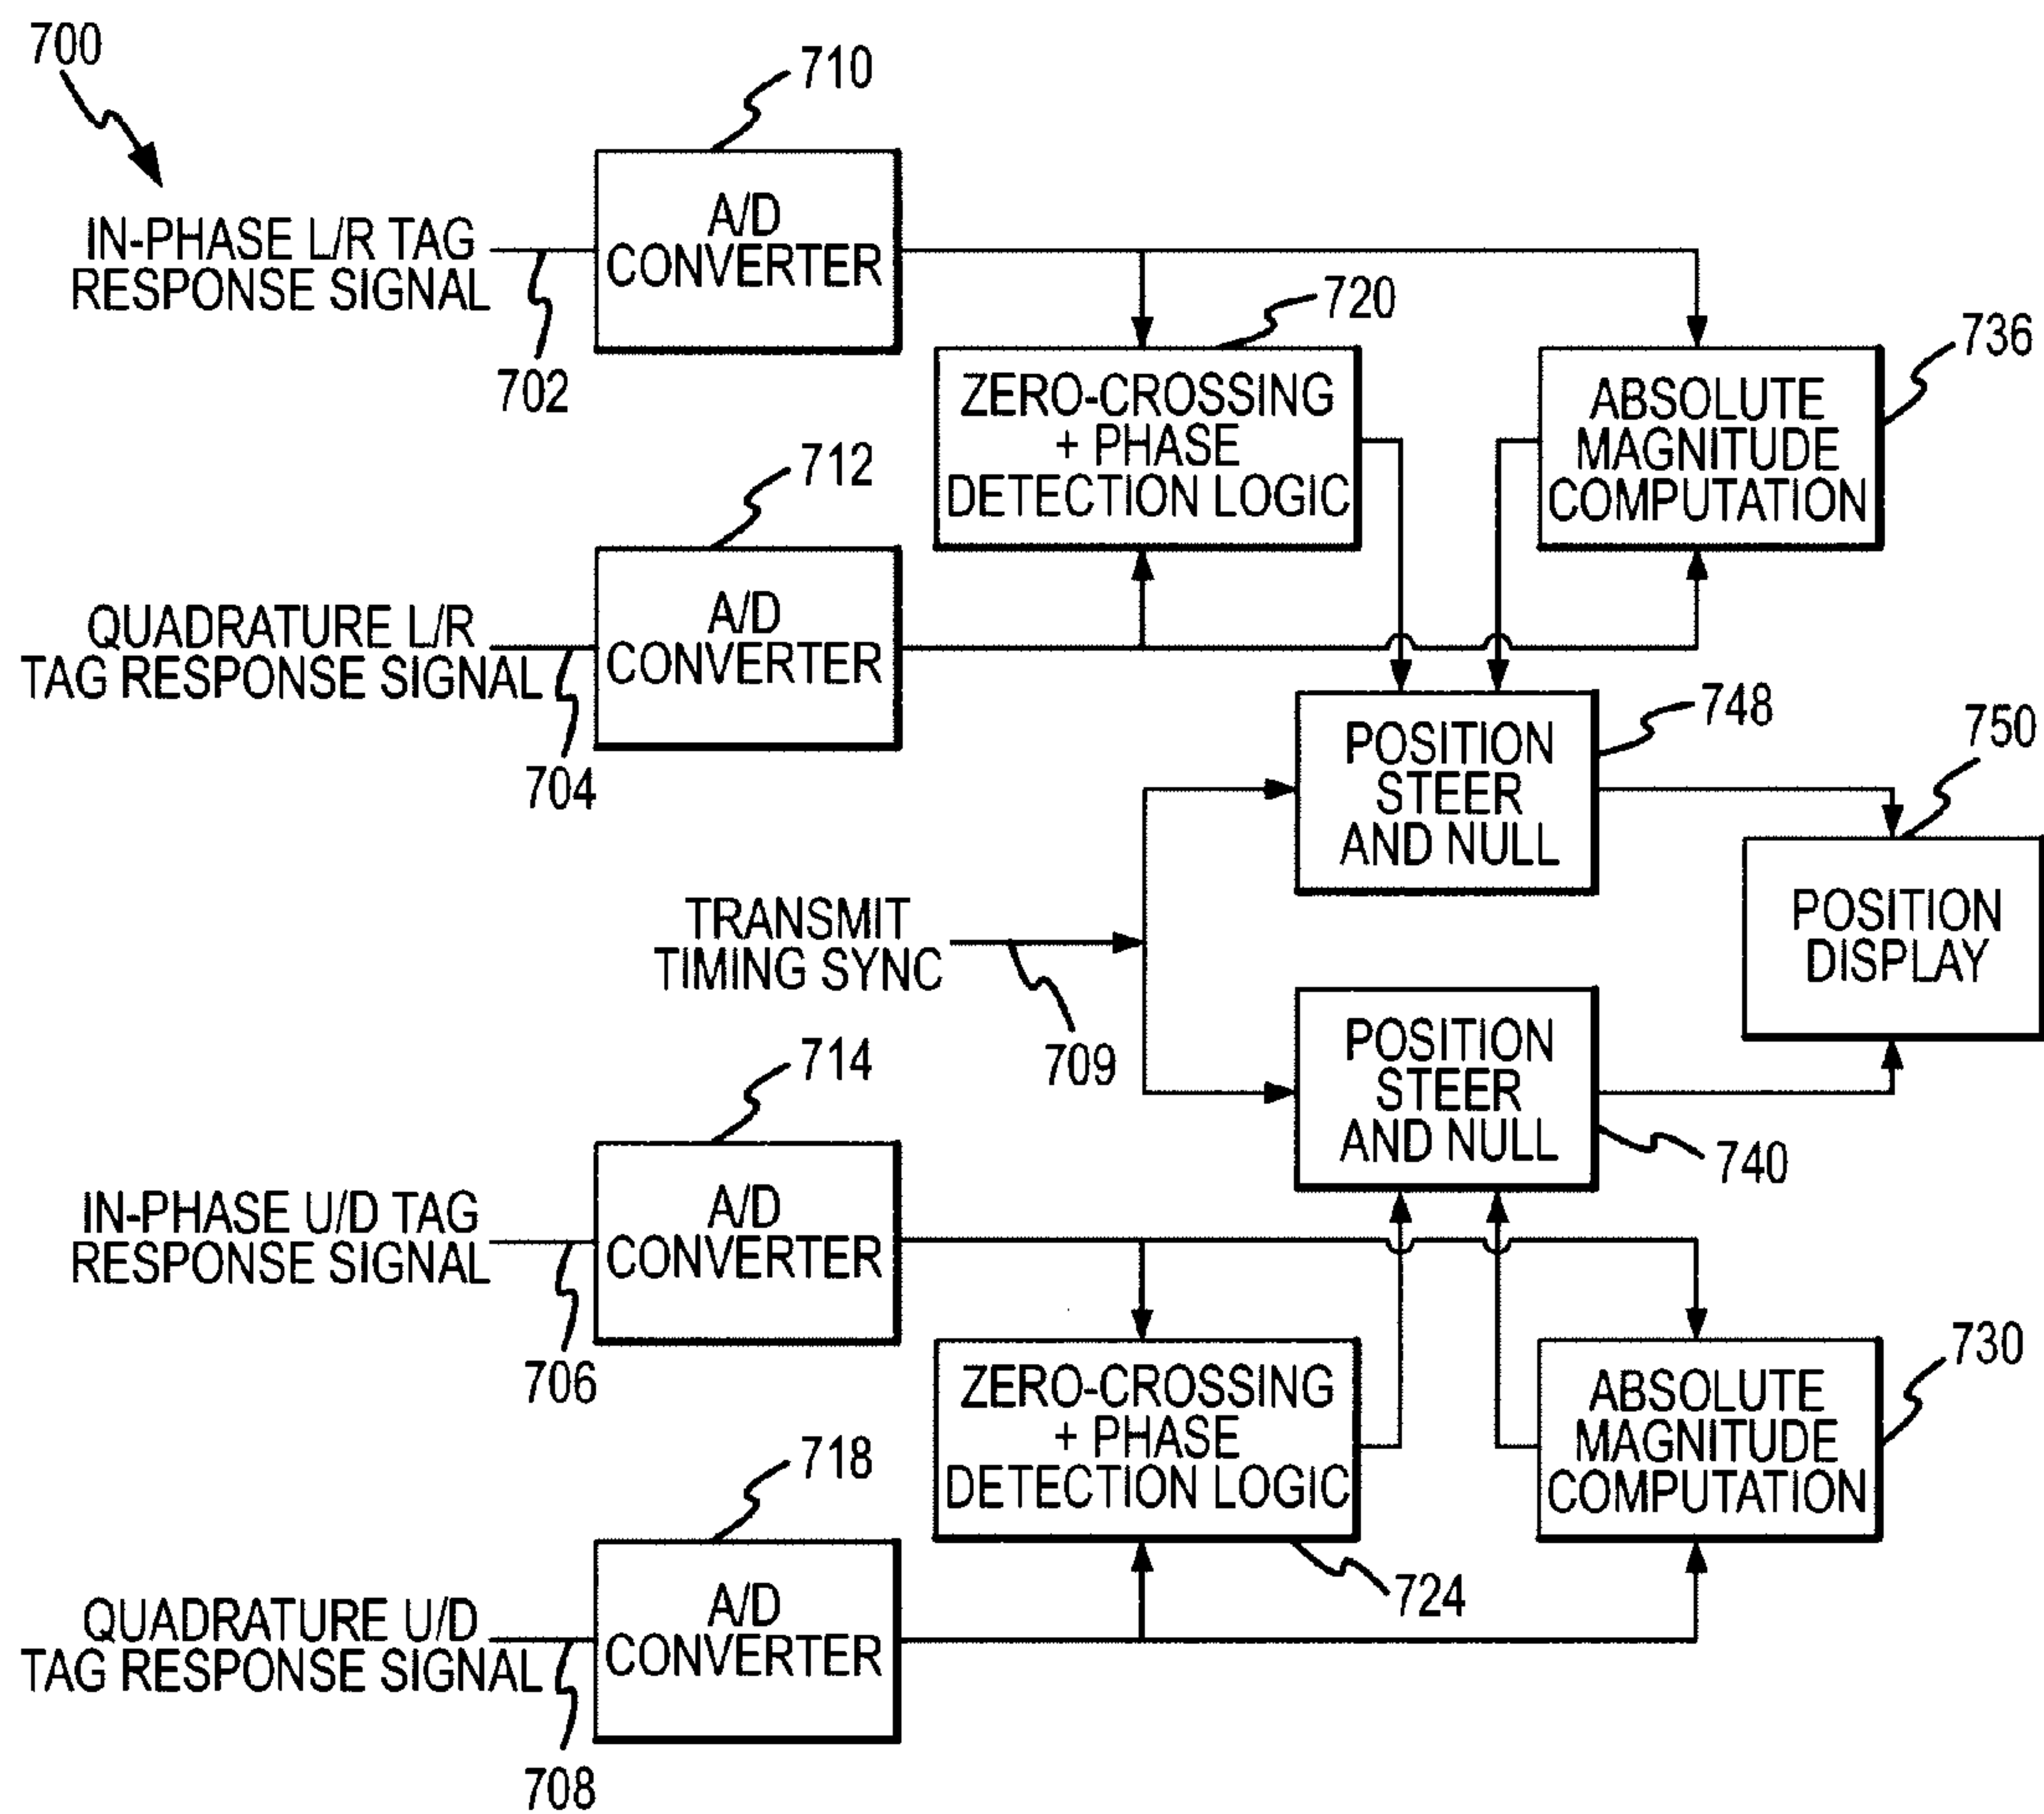 700
710
IN-PHASE L/R TAG
RESPONSE SIGNAL
A/D
CONVERTER
702
720
736
ZERO-CROSSING
+ PHASE
DETECTION LOGIC
ABSOLUTE
MAGNITUDE
COMPUTATION
712
QUADRATURE L/R
TAG RESPONSE SIGNAL
A/D
CONVERTER
704
748
POSITION
STEER
AND NULL
750
POSITION
DISPLAY
TRANSMIT
TIMING SYNC
709
POSITION
STEER
AND NULL
740
714
IN-PHASE U/D TAG
RESPONSE SIGNAL
A/D
CONVERTER
706
730
ZERO-CROSSING
+ PHASE
DETECTION LOGIC
ABSOLUTE
MAGNITUDE
COMPUTATION
718
724
QUADRATURE U/D
TAG RESPONSE SIGNAL
A/D
CONVERTER
708